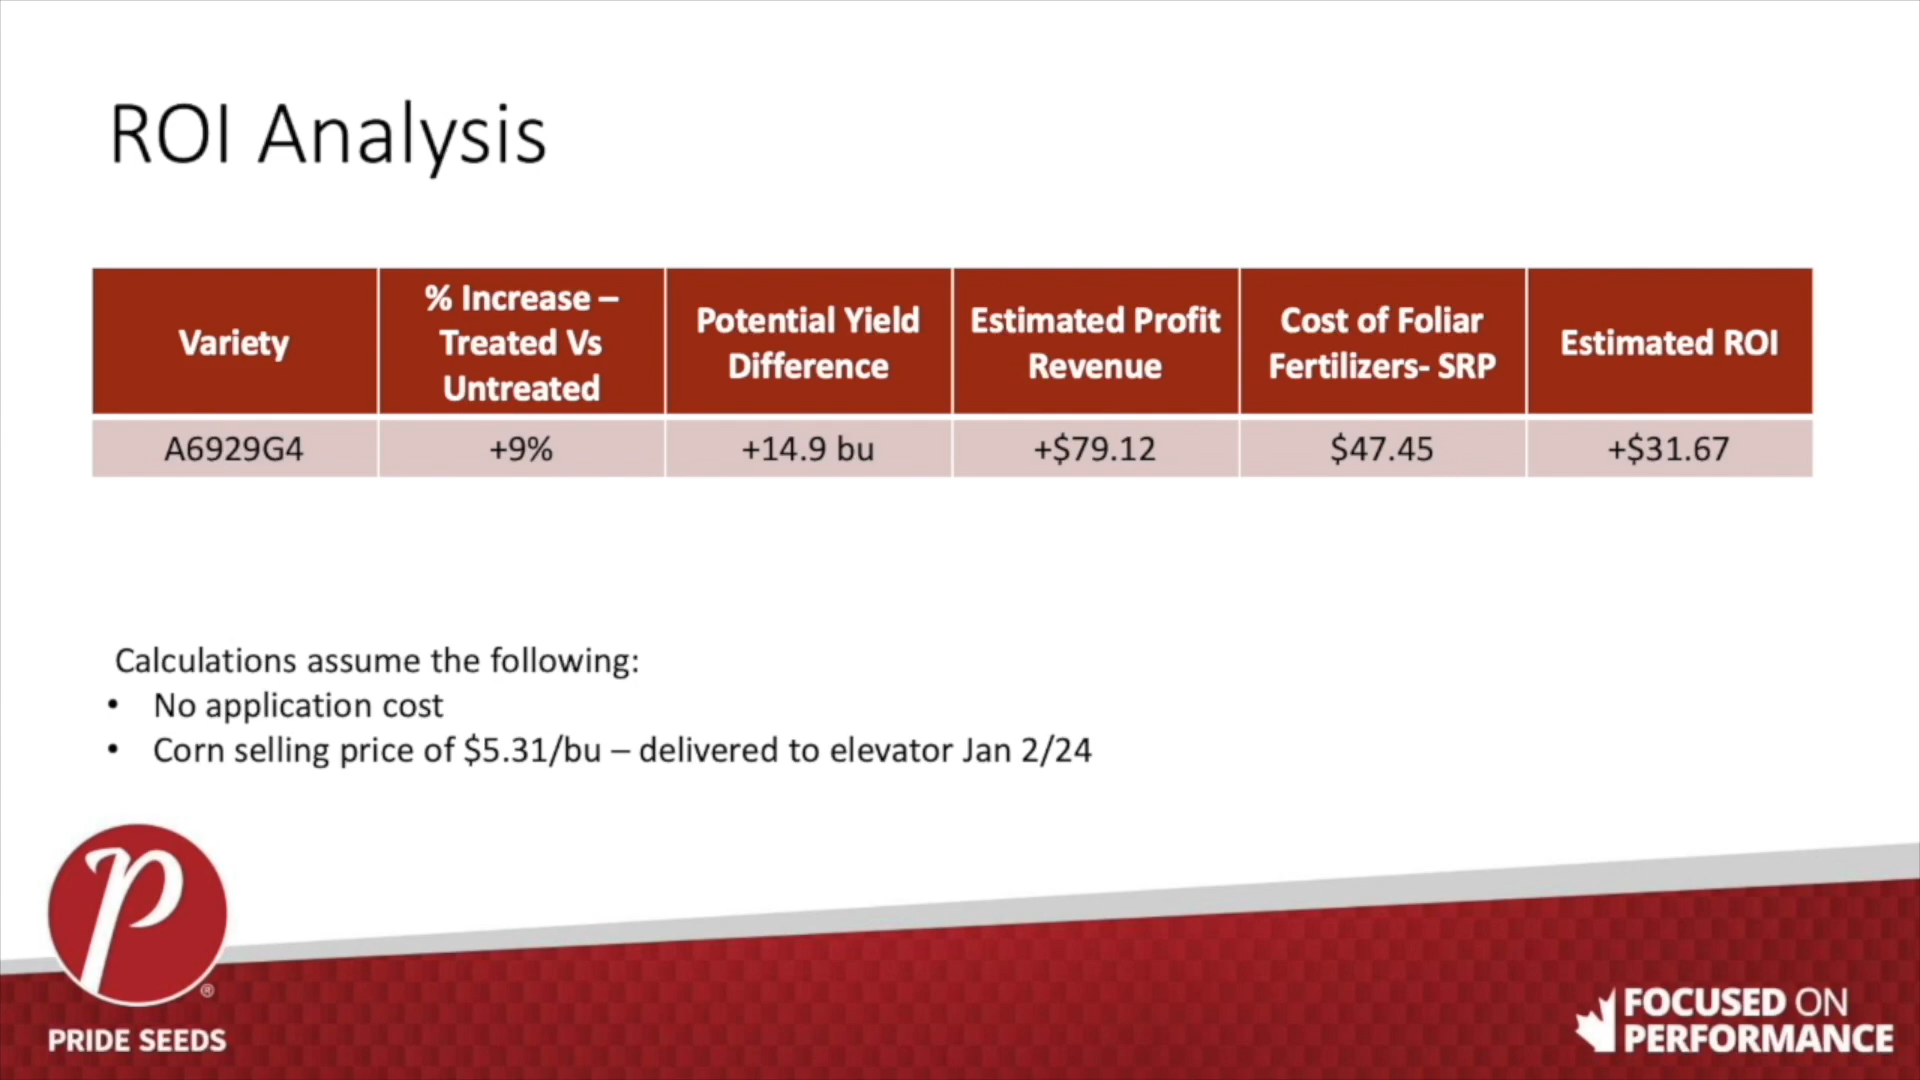 ROI Analysis
Variety
% Increase –
Treated Vs
Untreated
Potential Yield
Difference
Estimated Profit
Revenue
Cost of Foliar
Fertilizers- SRP
Estimated ROI
A6929G4
+9%
+14.9 bu
+$79.12
$47.45
+$31.67
Calculations assume the following:
• No application cost
• Corn selling price of $5.31/bu – delivered to elevator Jan 2/24
p
®
PRIDE SEEDS
FOCUSED ON
PERFORMANCE